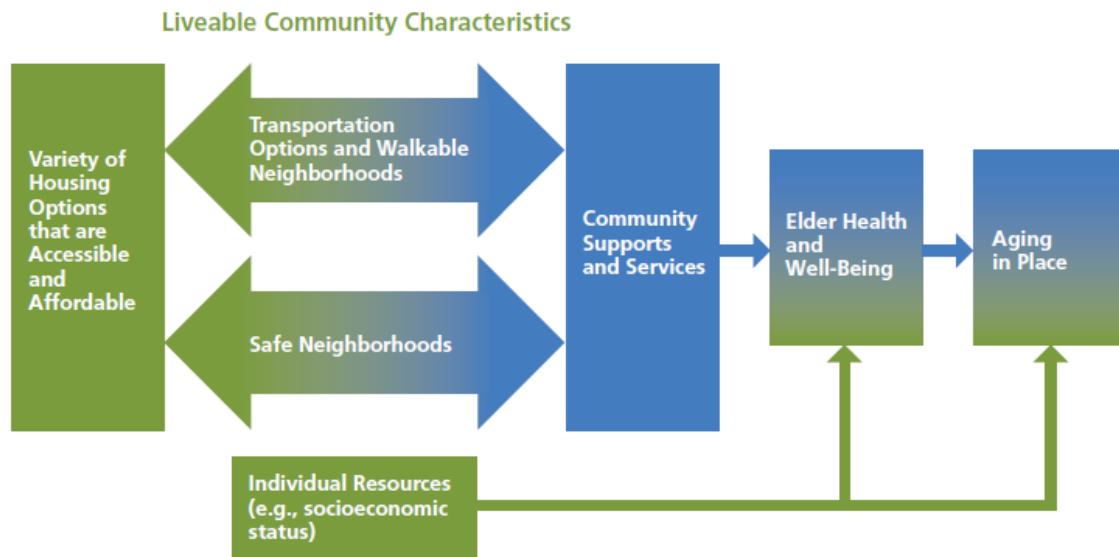 Liveable Community Characteristics
Variety of
Housing
Options
that are
Accessible
and
Affordable
Transportation
Options and Walkable
Neighborhoods
Safe Neighborhoods
Community
Supports
and Services
Elder Health
and
Well-Being
Aging
in Place
Individual Resources
(e.g., socioeconomic
status)